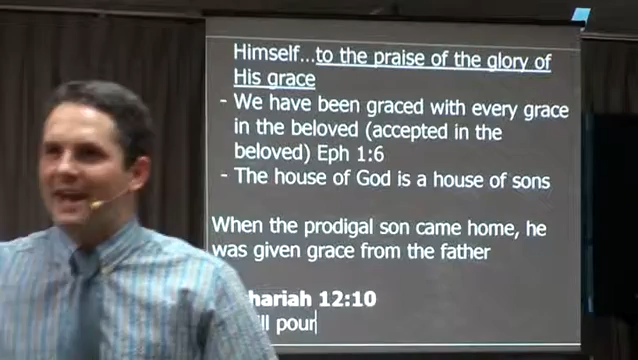 Himself...to the praise of the glory of
His grace
- We have been graced with every grace
in the beloved (accepted in the
beloved) Eph 1:6
- The house of God is a house of sons
When the prodigal son came home, he
was given grace from the father
hariah 12:10
ll pour